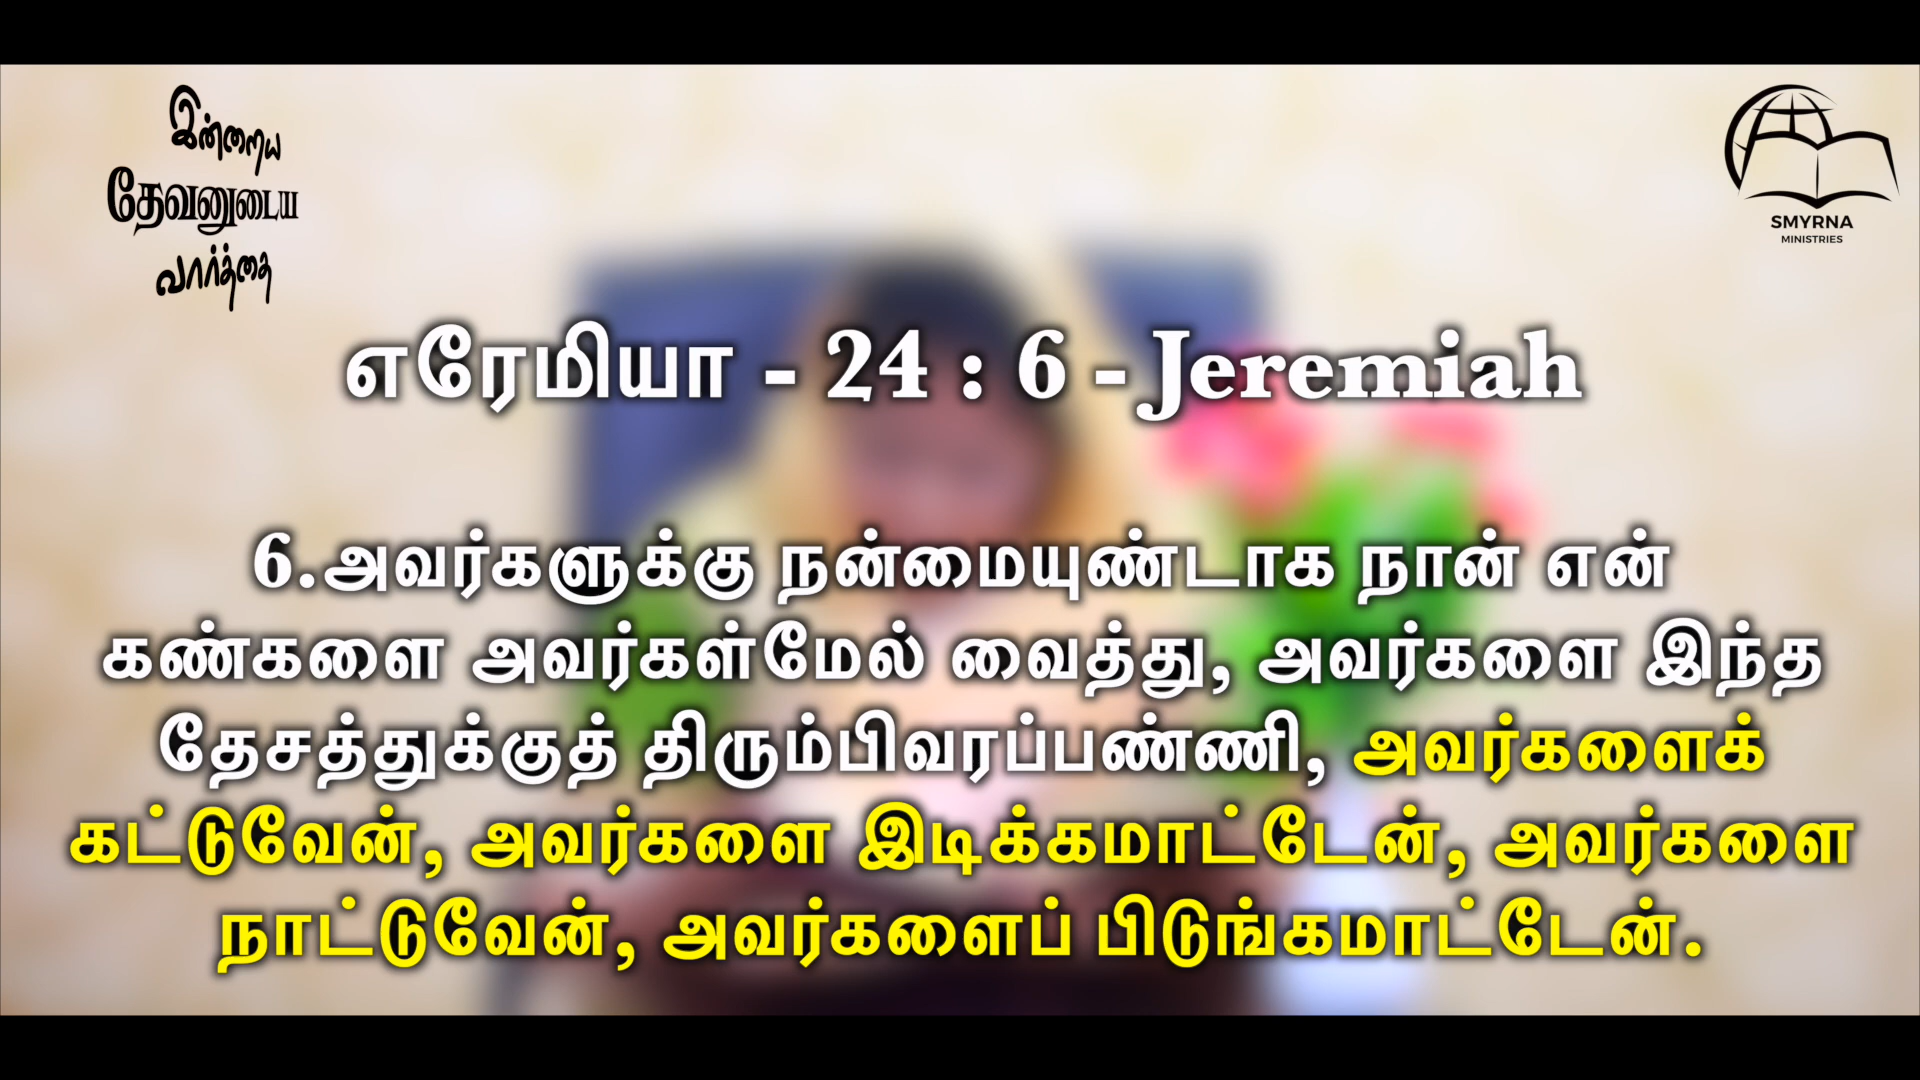 இன்றைய
தேவனுடைய
வார்த்தை
SMYRNA
MINISTRIES
எரேமியா - 24 : 6 - Jeremiah
6.அவர்களுக்கு நன்மையுண்டாக நான் என்
கண்களை அவர்கள்மேல் வைத்து, அவர்களை இந்த
தேசத்துக்குத் திரும்பிவரப்பண்ணி, அவர்களைக்
கட்டுவேன், அவர்களை இடிக்கமாட்டேன், அவர்களை
நாட்டுவேன், அவர்களைப் பிடுங்கமாட்டேன்.